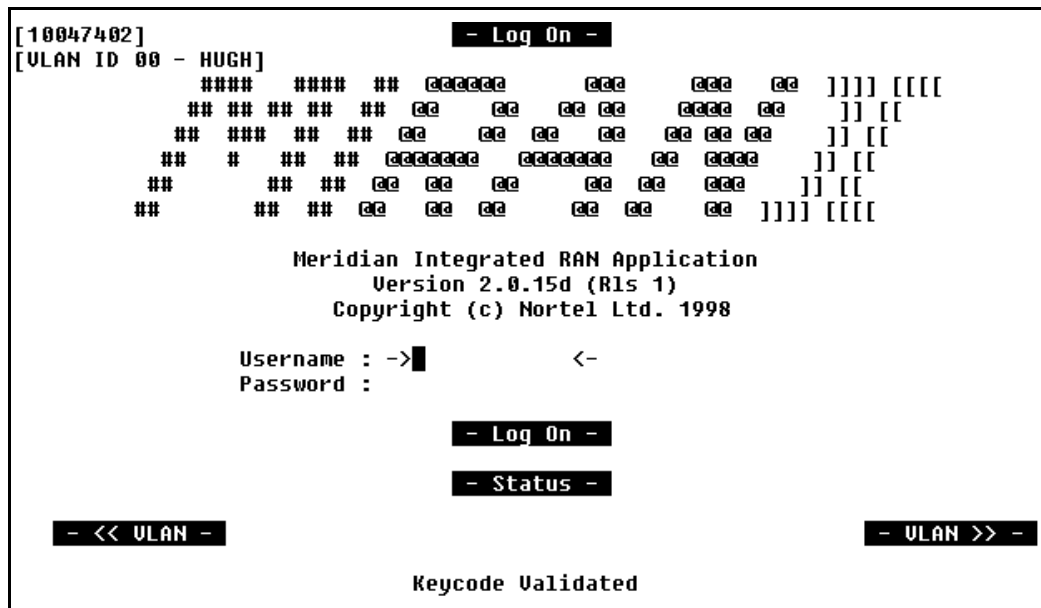 [10047402] - Log On -
[VLAN ID 00 - HUGH]
          ####   ####  ##  @@@@@@      @@@     @@@   @@  ]]]] [[[[
         ## ## ## ##  ##  @@    @@   @@ @@    @@@@  @@    ]] [[
        ##  ###  ##  ##  @@    @@  @@   @@   @@ @@ @@    ]] [[
       ##   #   ##  ##  @@@@@@@   @@@@@@@   @@  @@@@    ]] [[
      ##       ##  ##  @@  @@   @@     @@  @@   @@@    ]] [[
     ##       ##  ##  @@   @@  @@     @@  @@    @@  ]]]] [[[[
Meridian Integrated RAN Application
Version 2.0.15d (Rls 1)
Copyright (c) Nortel Ltd. 1998
Username : -> <-
Password :
- Log On -
- Status -
- << VLAN - - VLAN >> -
Keycode Validated